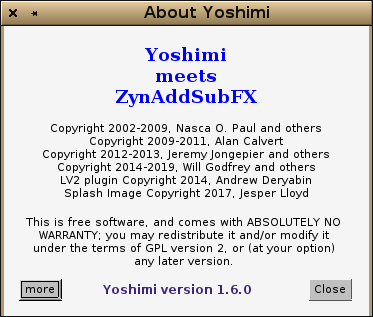 About Yoshimi
Yoshimi
meets
ZynAddSubFX
Copyright 2002-2009, Nasca O. Paul and others
Copyright 2009-2011, Alan Calvert
Copyright 2012-2013, Jeremy Jongepier and others
Copyright 2014-2019, Will Godfrey and others
LV2 plugin Copyright 2014, Andrew Deryabin
Splash Image Copyright 2017, Jesper Lloyd
This is free software, and comes with ABSOLUTELY NO
WARRANTY; you may redistribute it and/or modify it
under the terms of GPL version 2, or (at your option)
any later version.
more Yoshimi version 1.6.0 Close